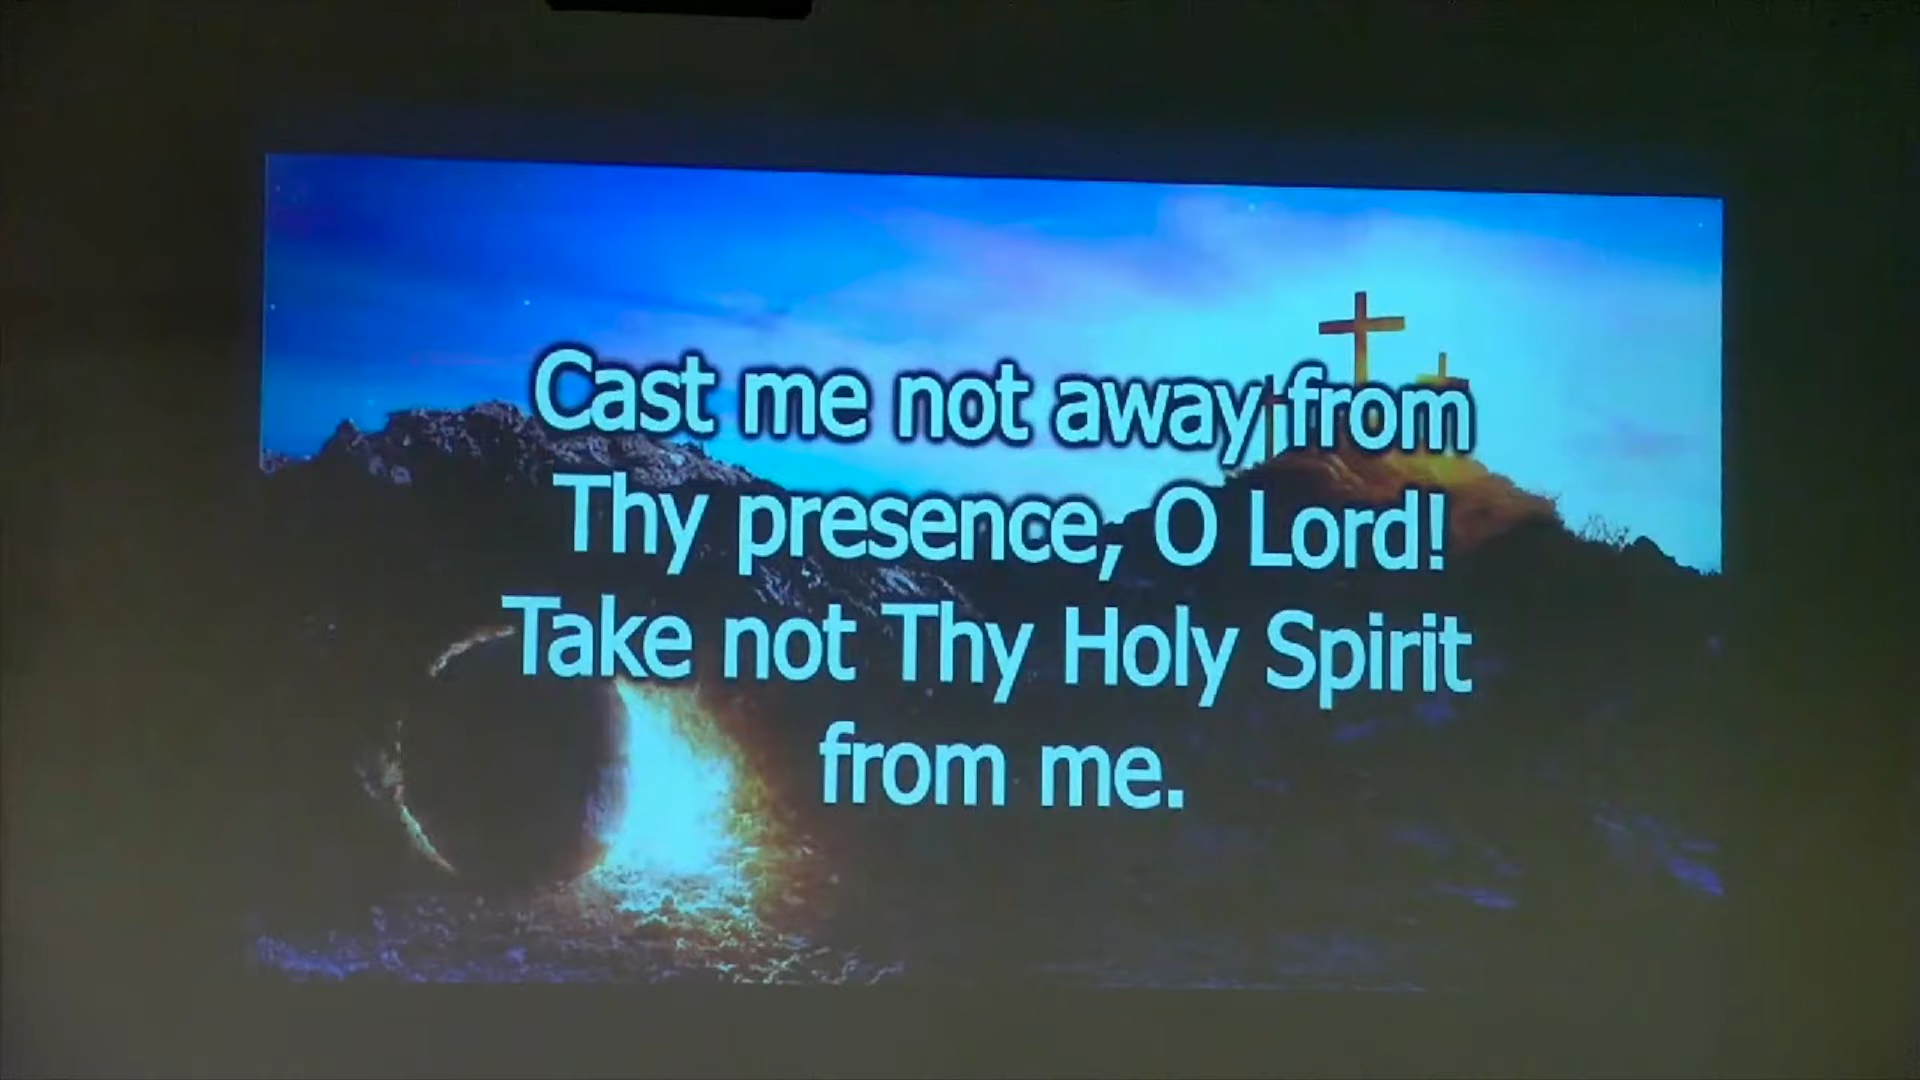 Cast me not away from
Thy presence, O Lord!
Take not Thy Holy Spirit
from me.